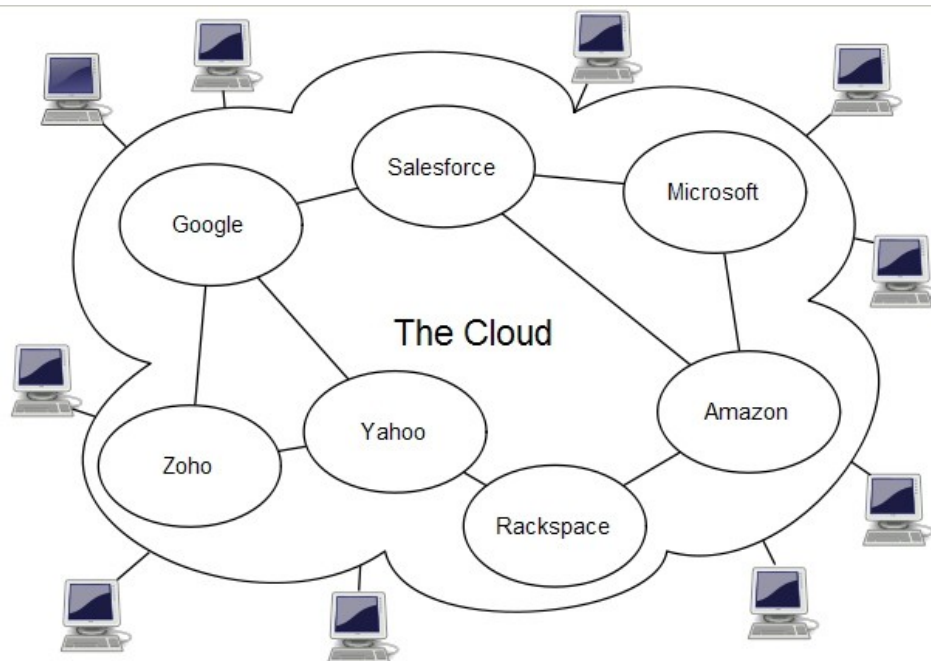 Salesforce
Microsoft
Google
The Cloud
Amazon
Yahoo
Zoho
Rackspace